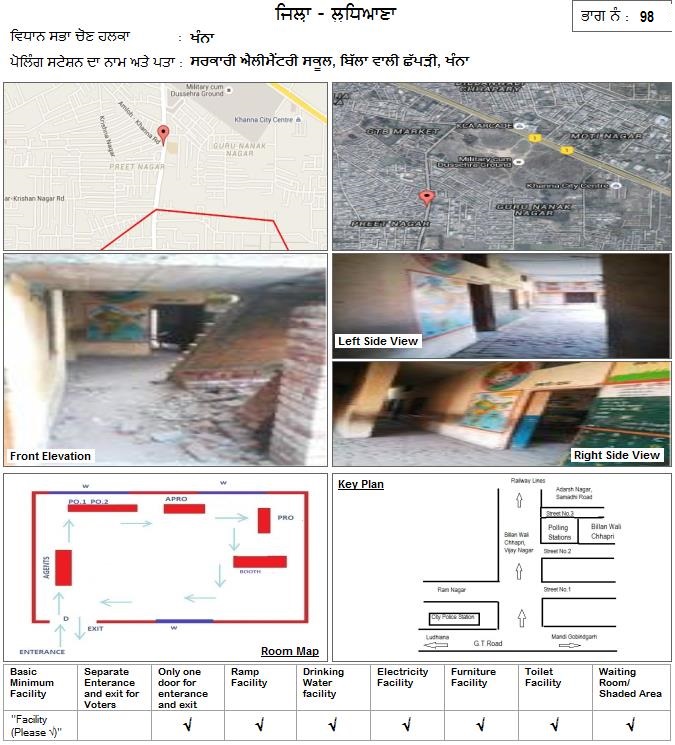 ਜਿਲ੍ਹਾ - ਲੁਧਿਆਣਾ
ਭਾਗ ਨੰ : 98
ਵਿਧਾਨ ਸਭਾ ਚੋਣ ਹਲਕਾ : ਖੰਨਾ
ਪੋਲਿੰਗ ਸਟੇਸ਼ਨ ਦਾ ਨਾਮ ਅਤੇ ਪਤਾ : ਸਰਕਾਰੀ ਐਲੀਮੈਂਟਰੀ ਸਕੂਲ, ਬਿੱਲਾ ਵਾਲੀ ਛੱਪੜੀ, ਖੰਨਾ
Military cum
Dussehra Ground
Khanna City Centre
Amloh - Khanna Rd
Krishna Nagar
GURU NANAK
NAGAR
PREET NAGAR
ar-Krishan Nagar Rd
CHHAPARY
GTB MARKET
KLA ARCADE
MOTI NAGAR
1
1
Military cum
Dussehra Ground
Khanna City Centre
GURU NANAK
NAGAR
PREET NAGAR
Front Elevation
Left Side View
Right Side View
W
W
PO.1 PO.2
APRO
PRO
AGENTS
BOOTH
D
EXIT
W
ENTERANCE
Room Map
Key Plan
Railway Lines
Adarsh Nagar,
Samadhi Road
Street No.3
Billan Wali
Chhapri,
Vijay Nagar
Polling
Stations
Billan Wali
Chhapri
Street No.2
Ram Nagar
Street No.1
City Police Station
Ludhiana
G.T Road
Mandi Gobindgarh
Basic
Minimum
Facility
Separate
Enterance
and exit for
Voters
Only one
door for
enterance
and exit
Ramp
Facility
Drinking
Water
facility
Electricity
Facility
Furniture
Facility
Toilet
Facility
Waiting
Room/
Shaded Area
"Facility
(Please √)"
√ √ √ √ √ √ √